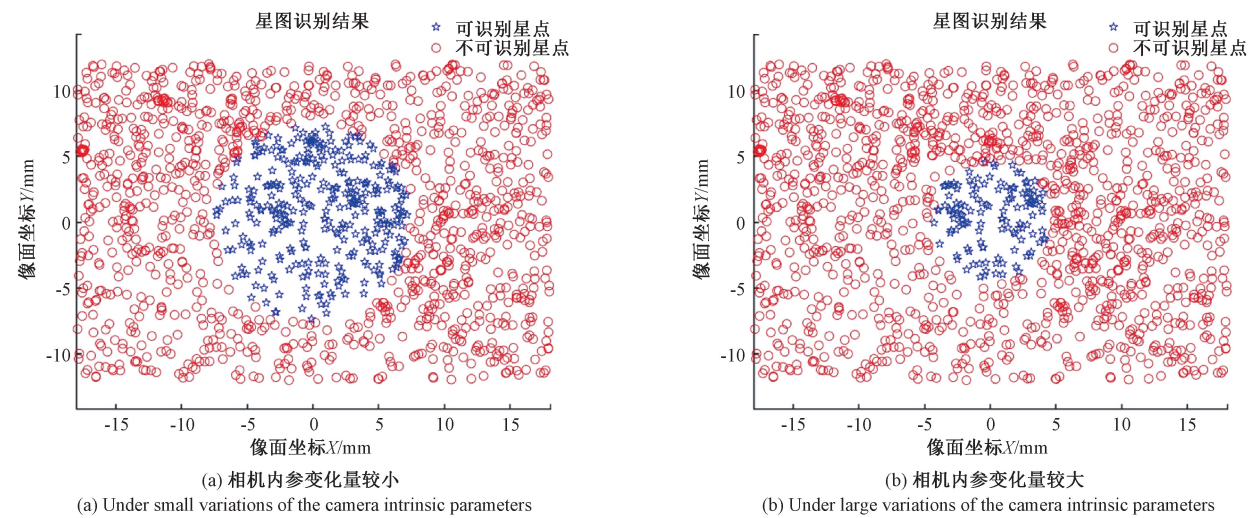 星图识别结果
可识别星点
不可识别星点
10
5
0
-5
-10
像面坐标Y/mm
-15 -10 -5 0 5 10 15
像面坐标X/mm
(a) 相机内参变化量较小
(a) Under small variations of the camera intrinsic parameters
星图识别结果
可识别星点
不可识别星点
10
5
0
-5
-10
像面坐标Y/mm
-15 -10 -5 0 5 10 15
像面坐标X/mm
(b) 相机内参变化量较大
(b) Under large variations of the camera intrinsic parameters